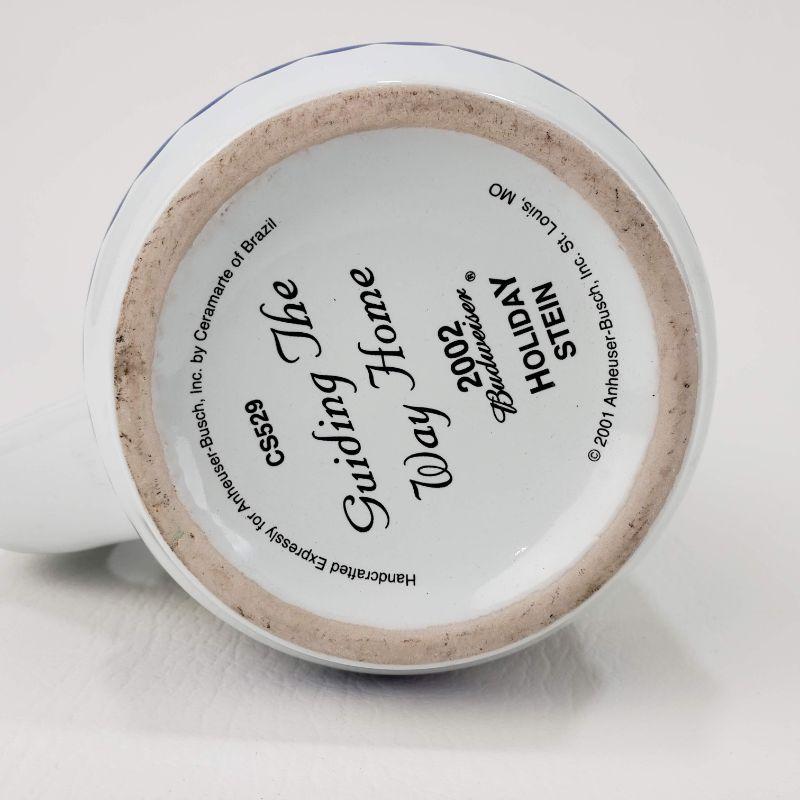 Handcrafted Expressly for Anheuser-Busch, Inc. by Ceramarte of Brazil
CS529
Guiding The
Way Home
2002
Budweiser®
HOLIDAY
STEIN
© 2001 Anheuser-Busch, Inc. St. Louis, MO